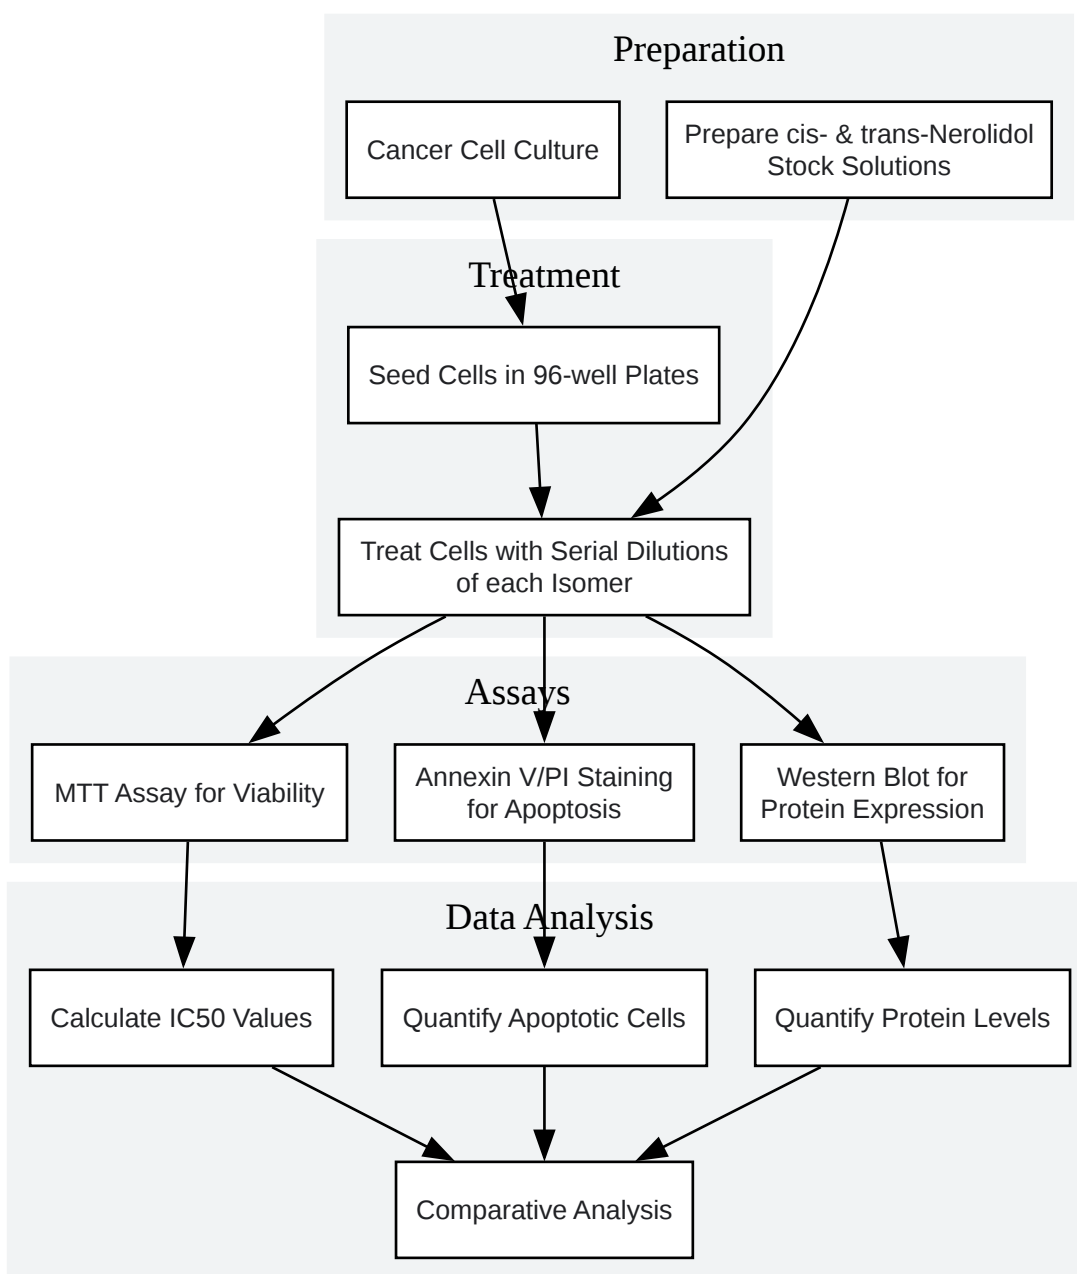 Preparation
Cancer Cell Culture
Prepare cis- & trans-Nerolidol
Stock Solutions
Treatment
Seed Cells in 96-well Plates
Treat Cells with Serial Dilutions
of each Isomer
Assays
MTT Assay for Viability
Annexin V/PI Staining
for Apoptosis
Western Blot for
Protein Expression
Data Analysis
Calculate IC50 Values
Quantify Apoptotic Cells
Quantify Protein Levels
Comparative Analysis